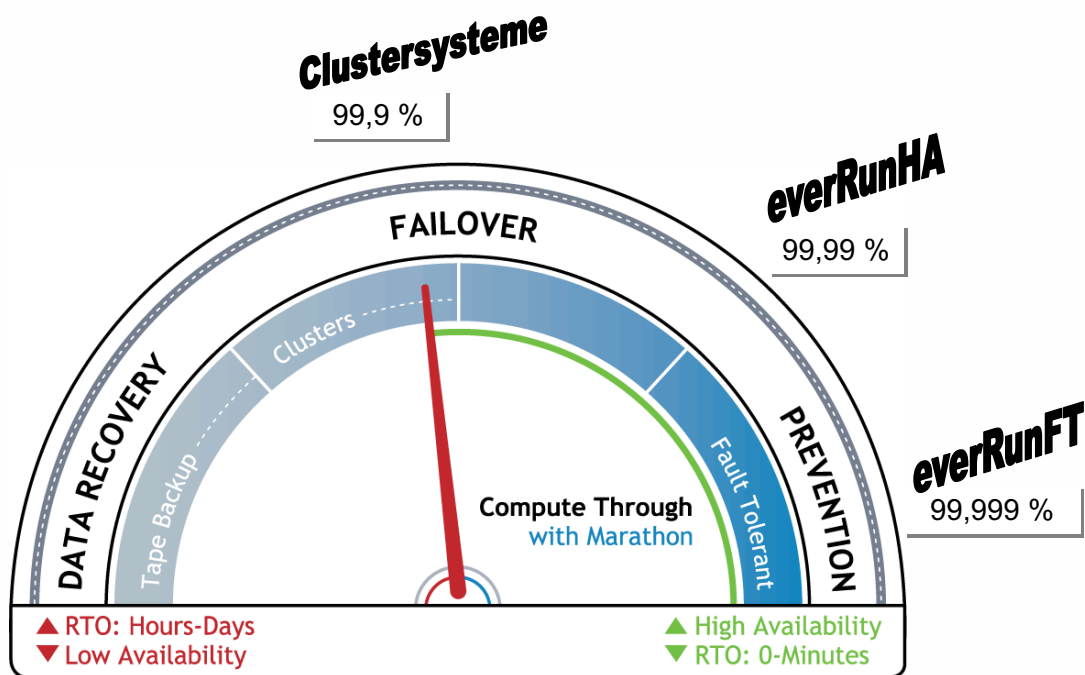 Clustersysteme
99,9 %
everRunHA
99,99 %
FAILOVER
DATA RECOVERY
PREVENTION
Clusters
Tape Backup
Fault Tolerant
everRunFT
99,999 %
Compute Through
with Marathon
▲ RTO: Hours-Days
▼ Low Availability
▲ High Availability
▼ RTO: 0-Minutes